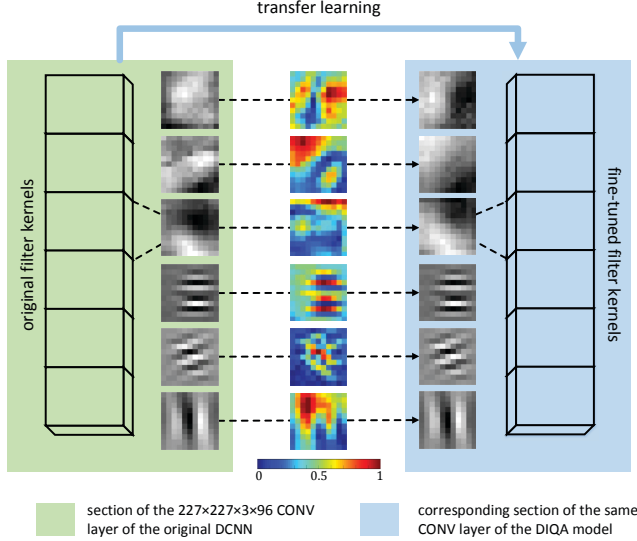 transfer learning
original filter kernels
fine-tuned filter kernels
0 0.5 1
section of the 227×227×3×96 CONV
layer of the original DCNN
corresponding section of the same
CONV layer of the DIQA model